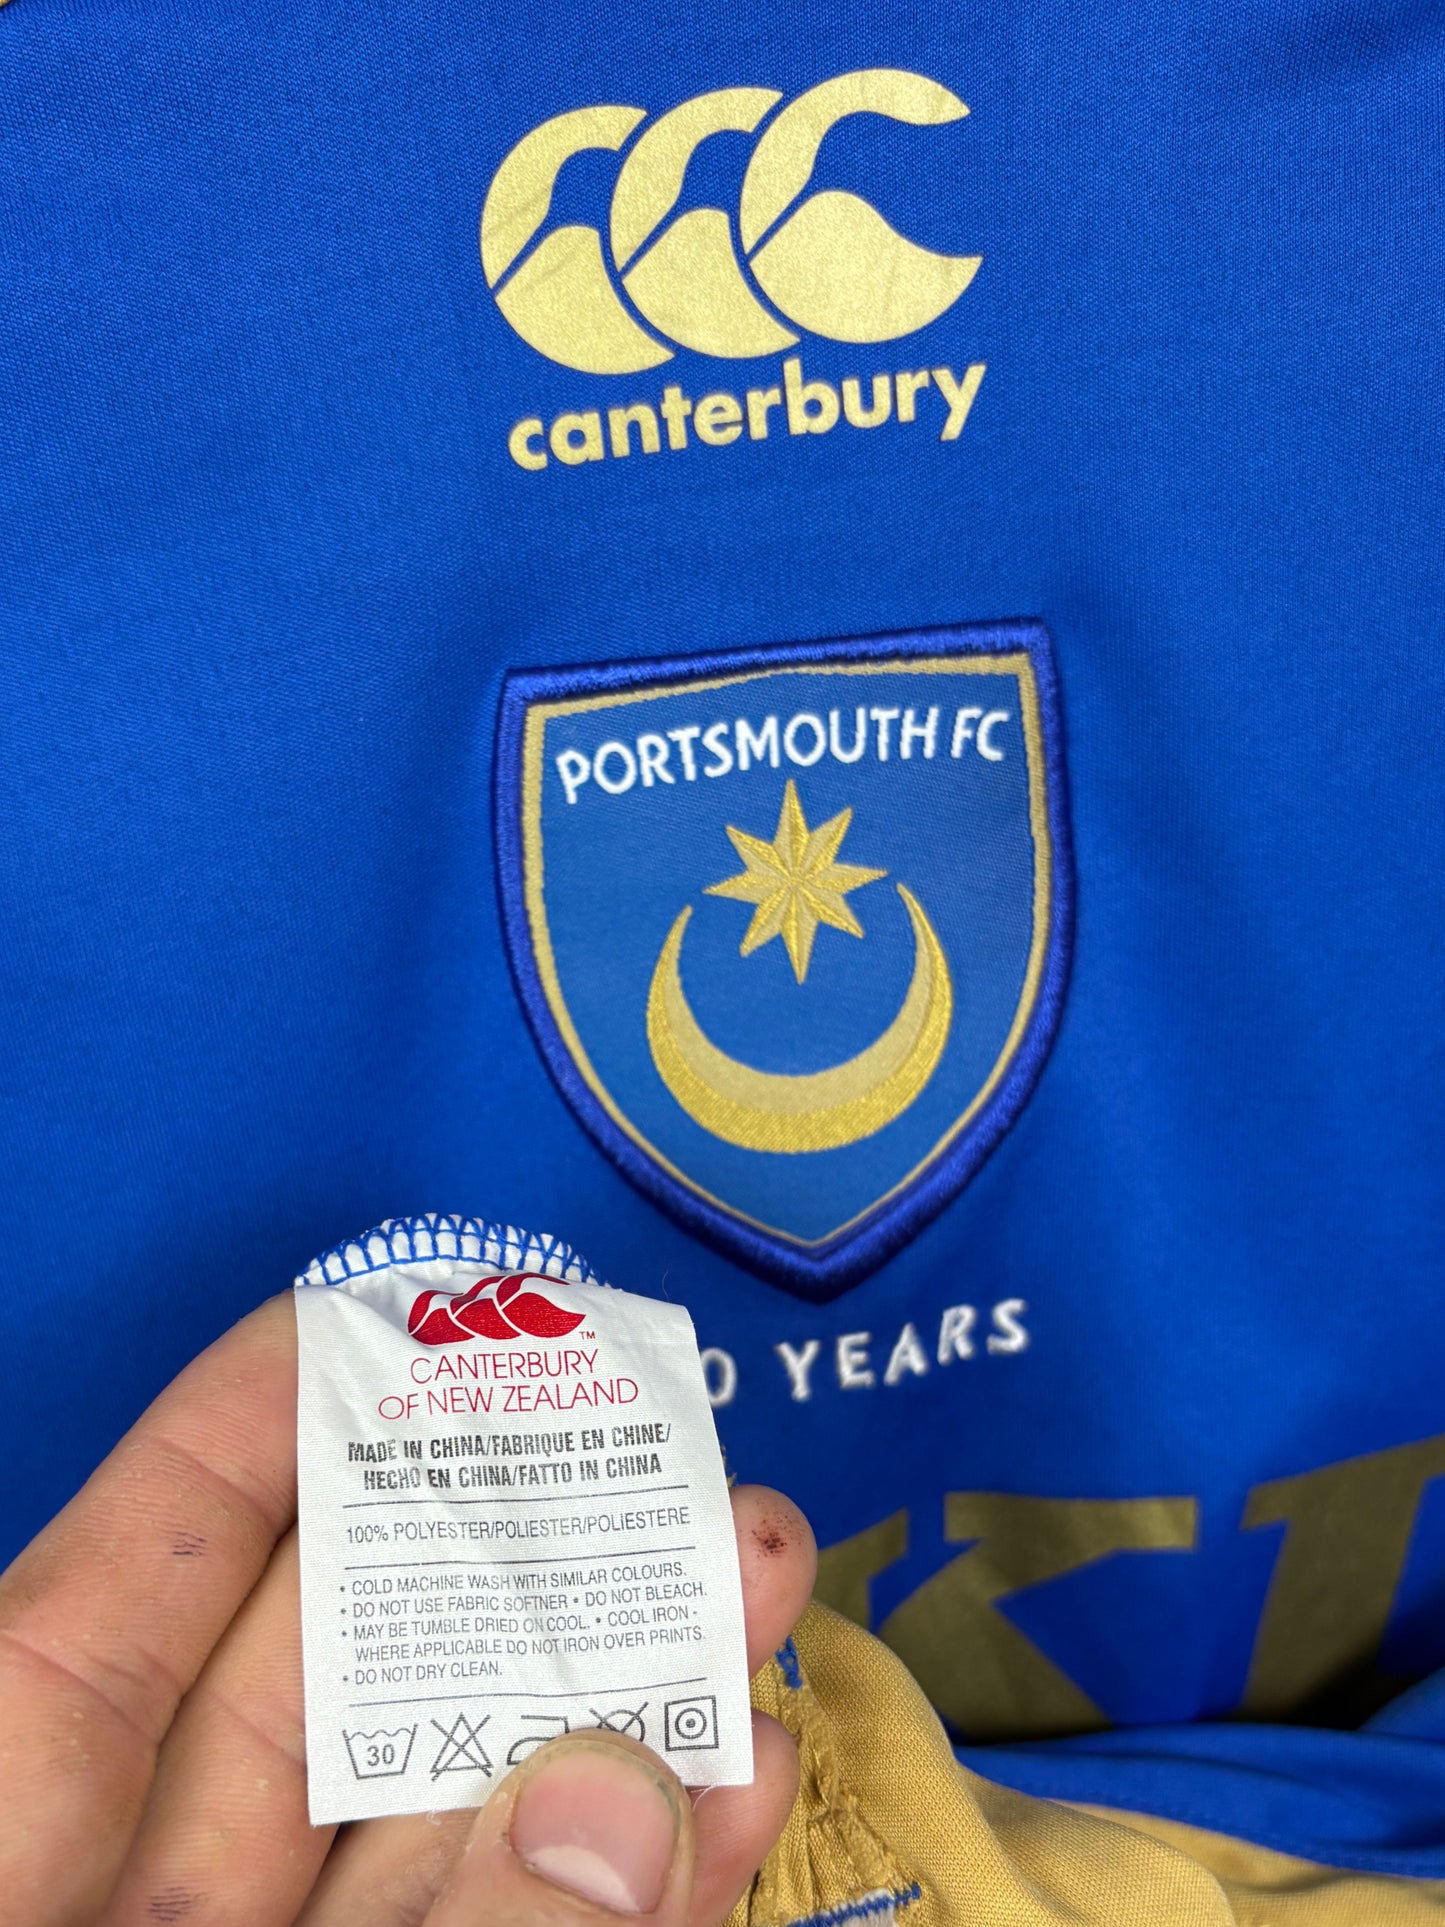 canterbury
PORTSMOUTH FC
0 YEARS
CANTERBURY
OF NEW ZEALAND
™
MADE IN CHINA/FABRIQUE EN CHINE/
HECHO EN CHINA/FATTO IN CHINA
100% POLYESTER/POLIESTER/POLIESTERE
• COLD MACHINE WASH WITH SIMILAR COLOURS.
• DO NOT USE FABRIC SOFTNER • DO NOT BLEACH.
• MAY BE TUMBLE DRIED ON COOL. • COOL IRON -
WHERE APPLICABLE DO NOT IRON OVER PRINTS.
• DO NOT DRY CLEAN.
30